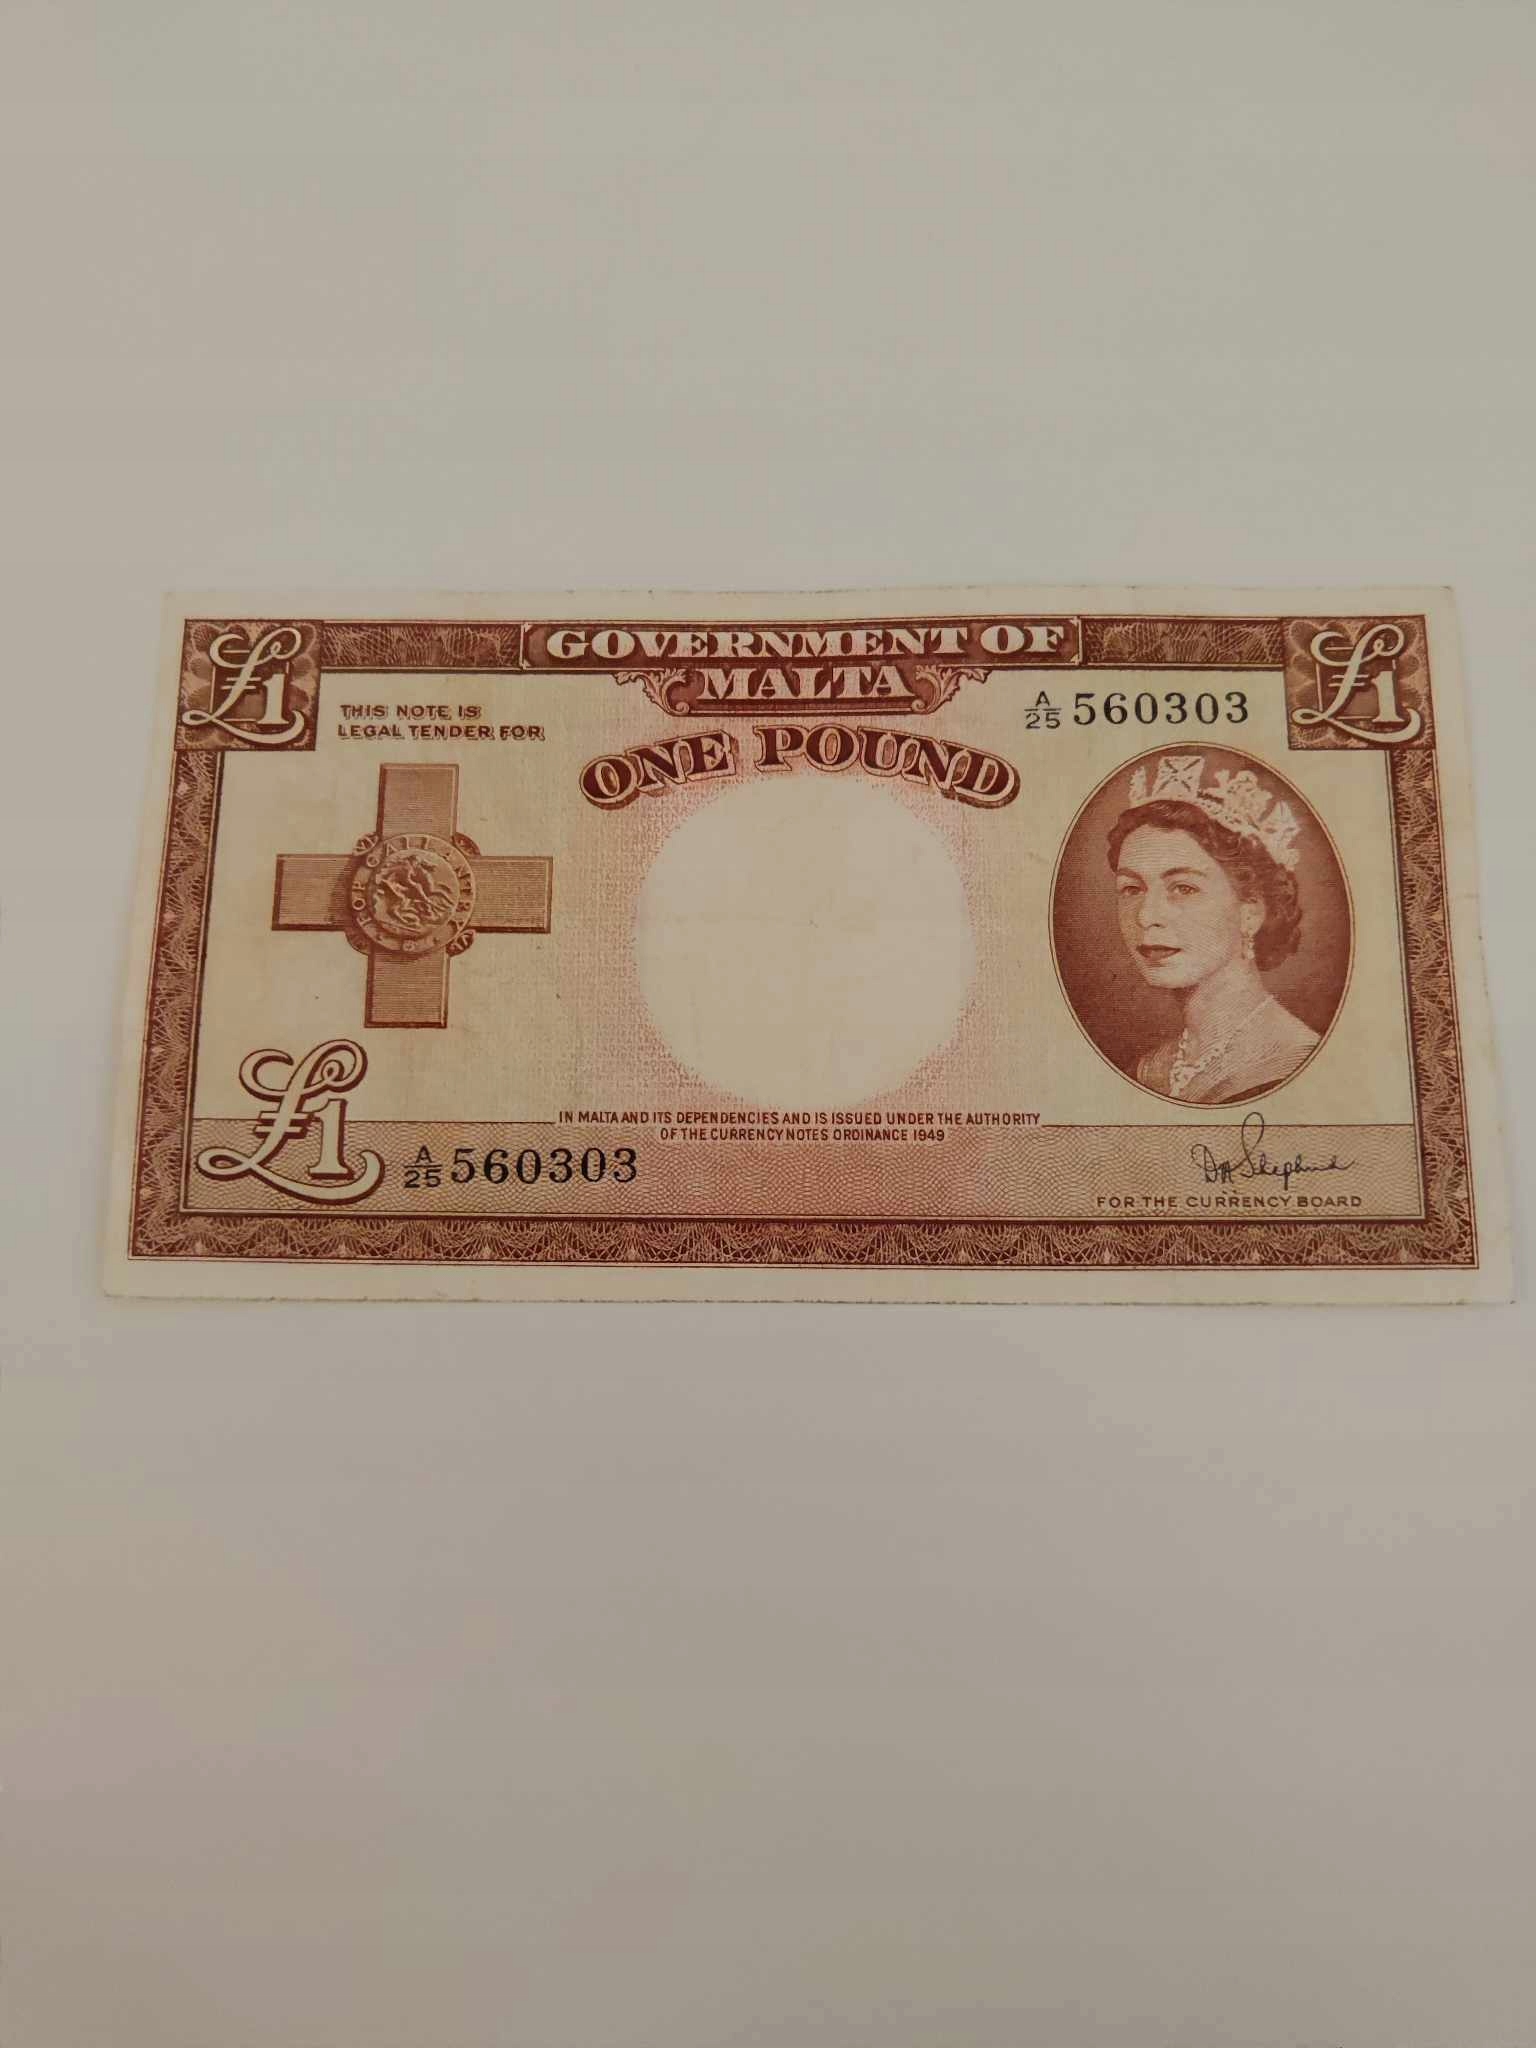 £1
GOVERNMENT OF
MALTA
£1
THIS NOTE IS
LEGAL TENDER FOR
A/25 560303
ONE POUND
FOR GALLANTRY
£1
IN MALTA AND ITS DEPENDENCIES AND IS ISSUED UNDER THE AUTHORITY
OF THE CURRENCY NOTES ORDINANCE 1949
A/25 560303
DA Shepherd
FOR THE CURRENCY BOARD